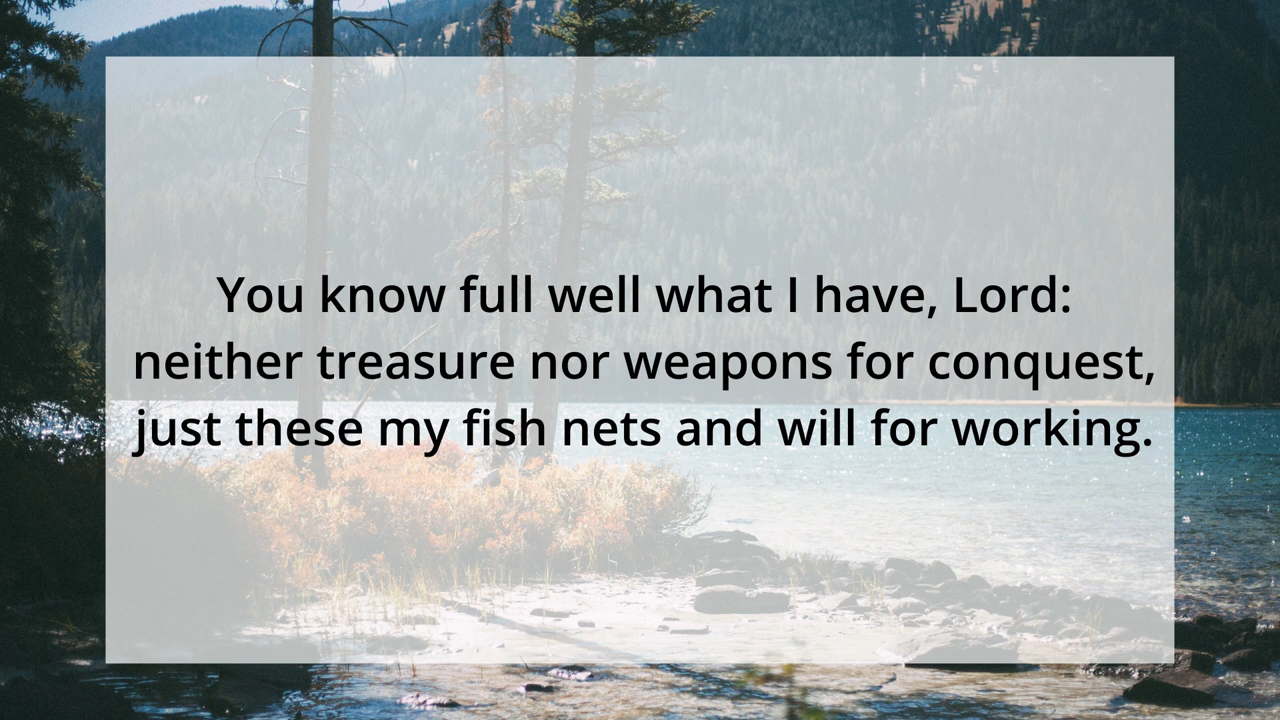 You know full well what I have, Lord:
neither treasure nor weapons for conquest,
just these my fish nets and will for working.